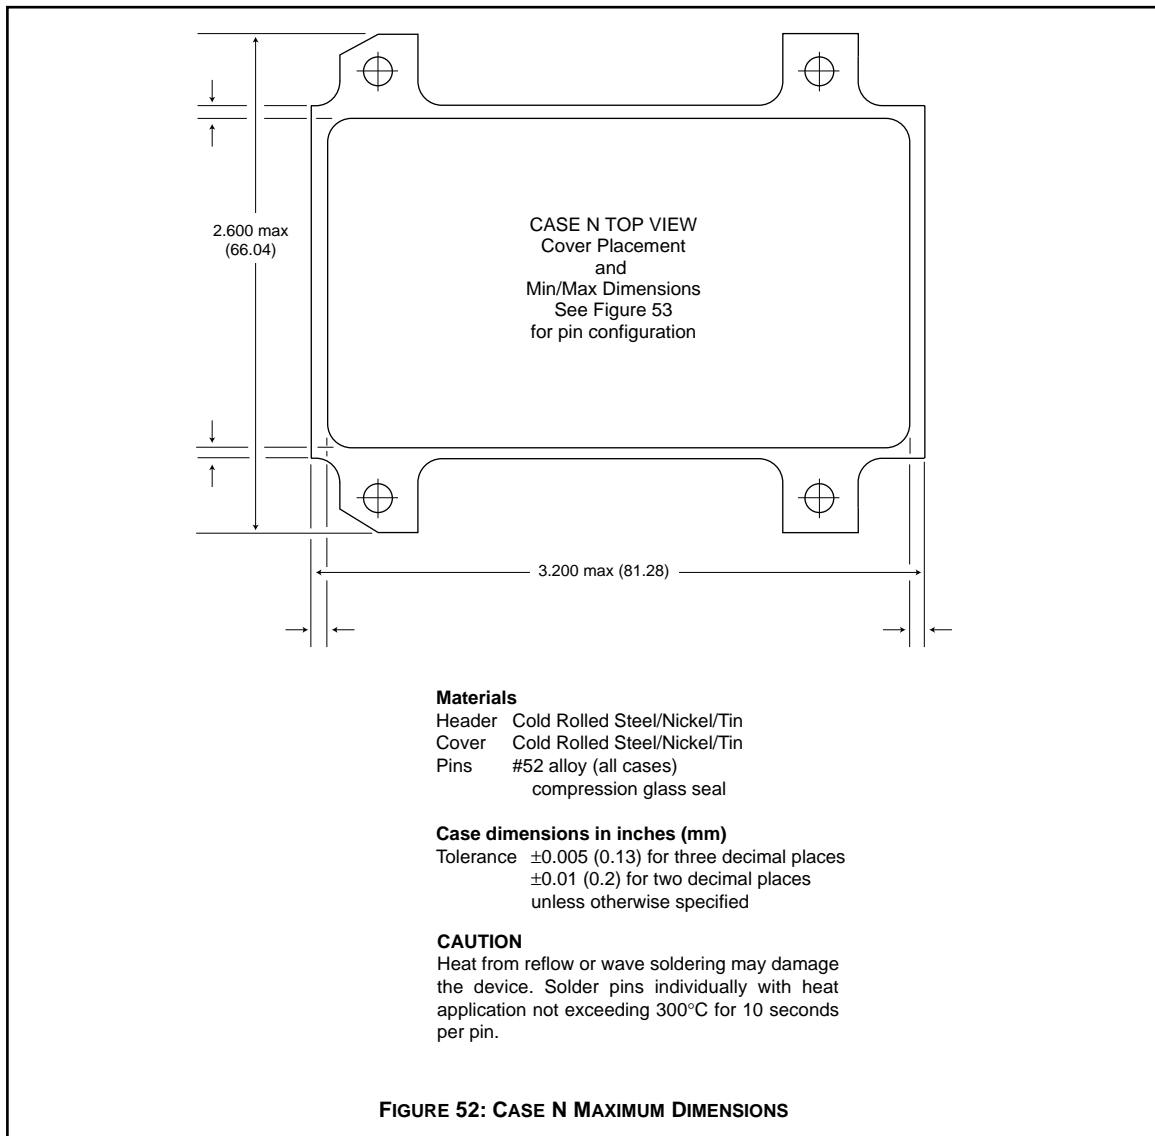 2.600 max
(66.04)
CASE N TOP VIEW
Cover Placement
and
Min/Max Dimensions
See Figure 53
for pin configuration
3.200 max (81.28)
Materials
Header Cold Rolled Steel/Nickel/Tin
Cover Cold Rolled Steel/Nickel/Tin
Pins #52 alloy (all cases)
compression glass seal
Case dimensions in inches (mm)
Tolerance ±0.005 (0.13) for three decimal places
±0.01 (0.2) for two decimal places
unless otherwise specified
CAUTION
Heat from reflow or wave soldering may damage
the device. Solder pins individually with heat
application not exceeding 300°C for 10 seconds
per pin.
FIGURE 52: CASE N MAXIMUM DIMENSIONS